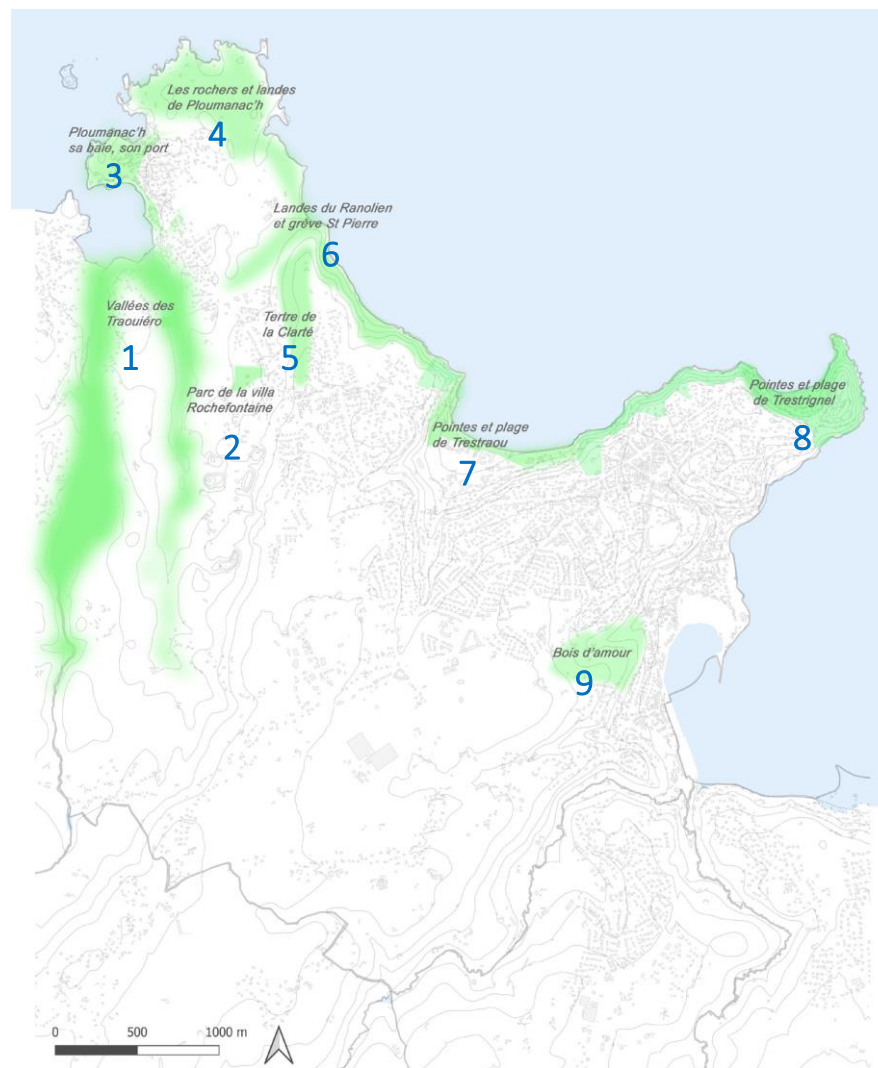 Les rochers et landes
de Ploumanac'h
4
Ploumanac'h
sa baie, son port
3
Landes du Ranolien
et grève St Pierre
6
Vallées des
Traouiéro
1
Tertre de
la Clarté
5
Parc de la villa
Rochefontaine
2
Pointes et plage
de Trestraou
7
Pointes et plage
de Trestrignel
8
Bois d'amour
9
0 500 1000 m